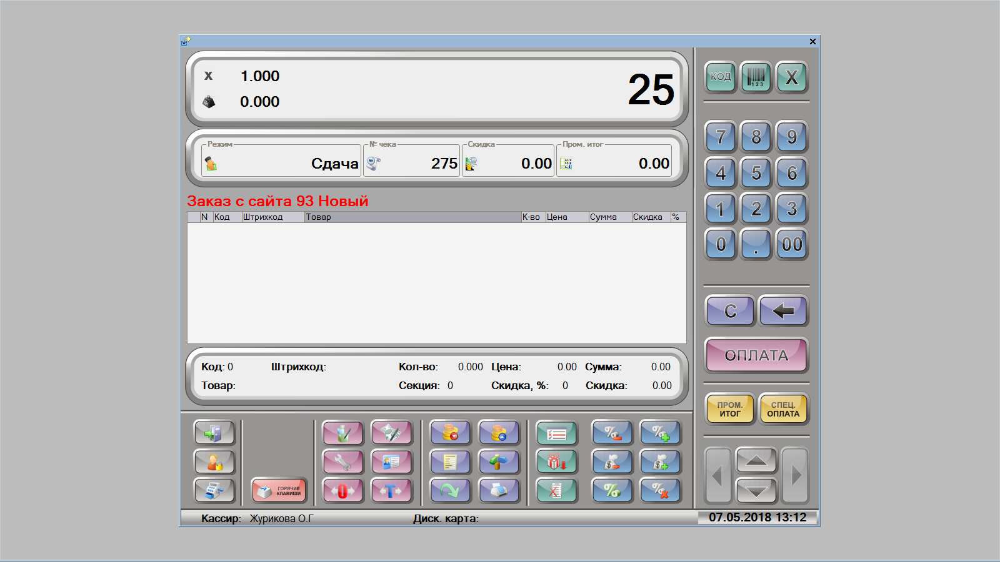 X 1.000
0.000
25
Режим № чека Скидка Пром. итог
Сдача 275 0.00 0.00
Заказ с сайта 93 Новый
N Код Штрихкод Товар К-во Цена Сумма Скидка %
Код: 0 Штрихкод: Кол-во: 0.000 Цена: 0.00 Сумма: 0.00
Товар: Секция: 0 Скидка, %: 0 Скидка: 0.00
ГОРЯЧИЕ
КЛАВИШИ
Кассир: Журикова О.Г Диск. карта: 07.05.2018 13:12
КОД 123 X
7 8 9
4 5 6
1 2 3
0 . 00
C
ОПЛАТА
ПРОМ. ИТОГ
СПЕЦ. ОПЛАТА